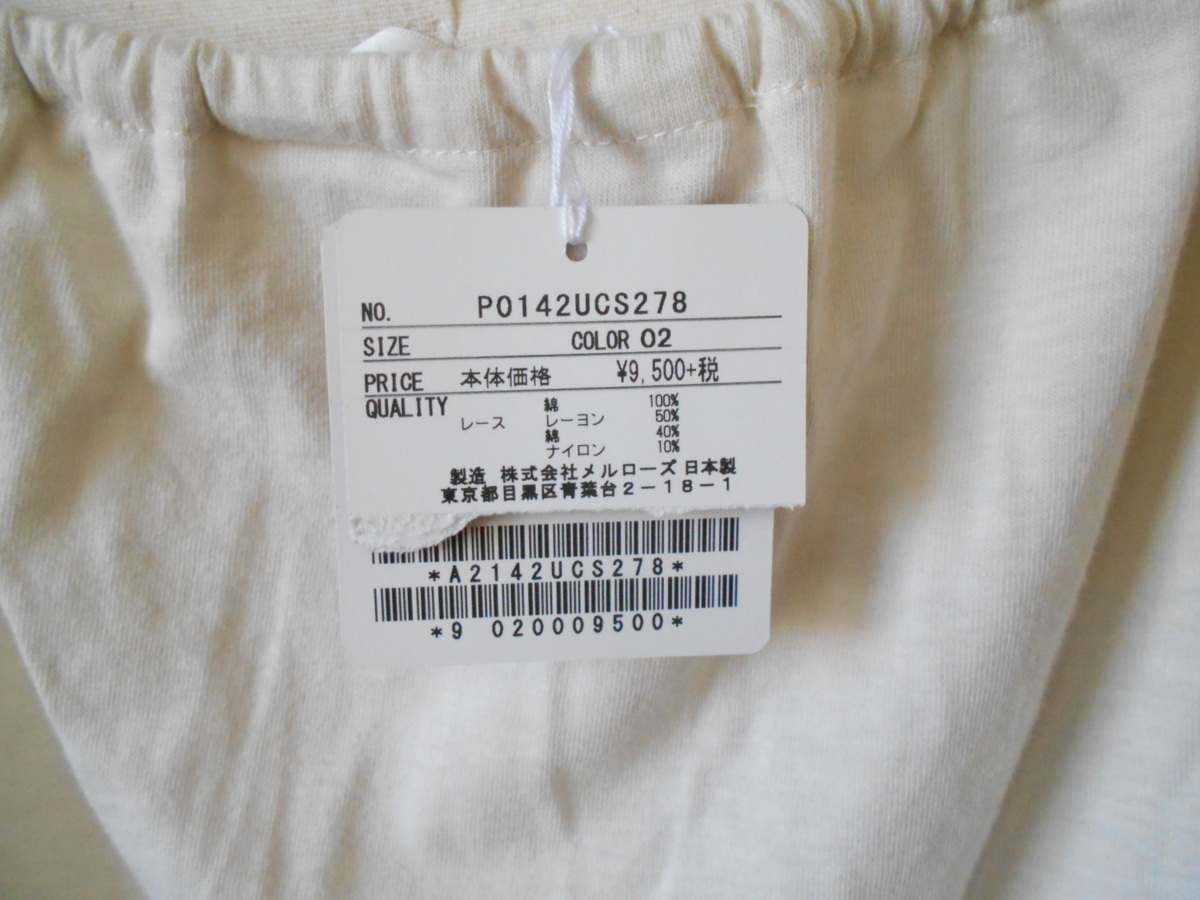 NO. P0142UCS278
SIZE COLOR 02
PRICE 本体価格 ¥9,500+税
QUALITY 綿 100%
レース レーヨン 50%
綿 40%
ナイロン 10%
製造 株式会社メルローズ 日本製
東京都目黒区青葉台2-18-1
*A2142UCS278*
*9 020009500*